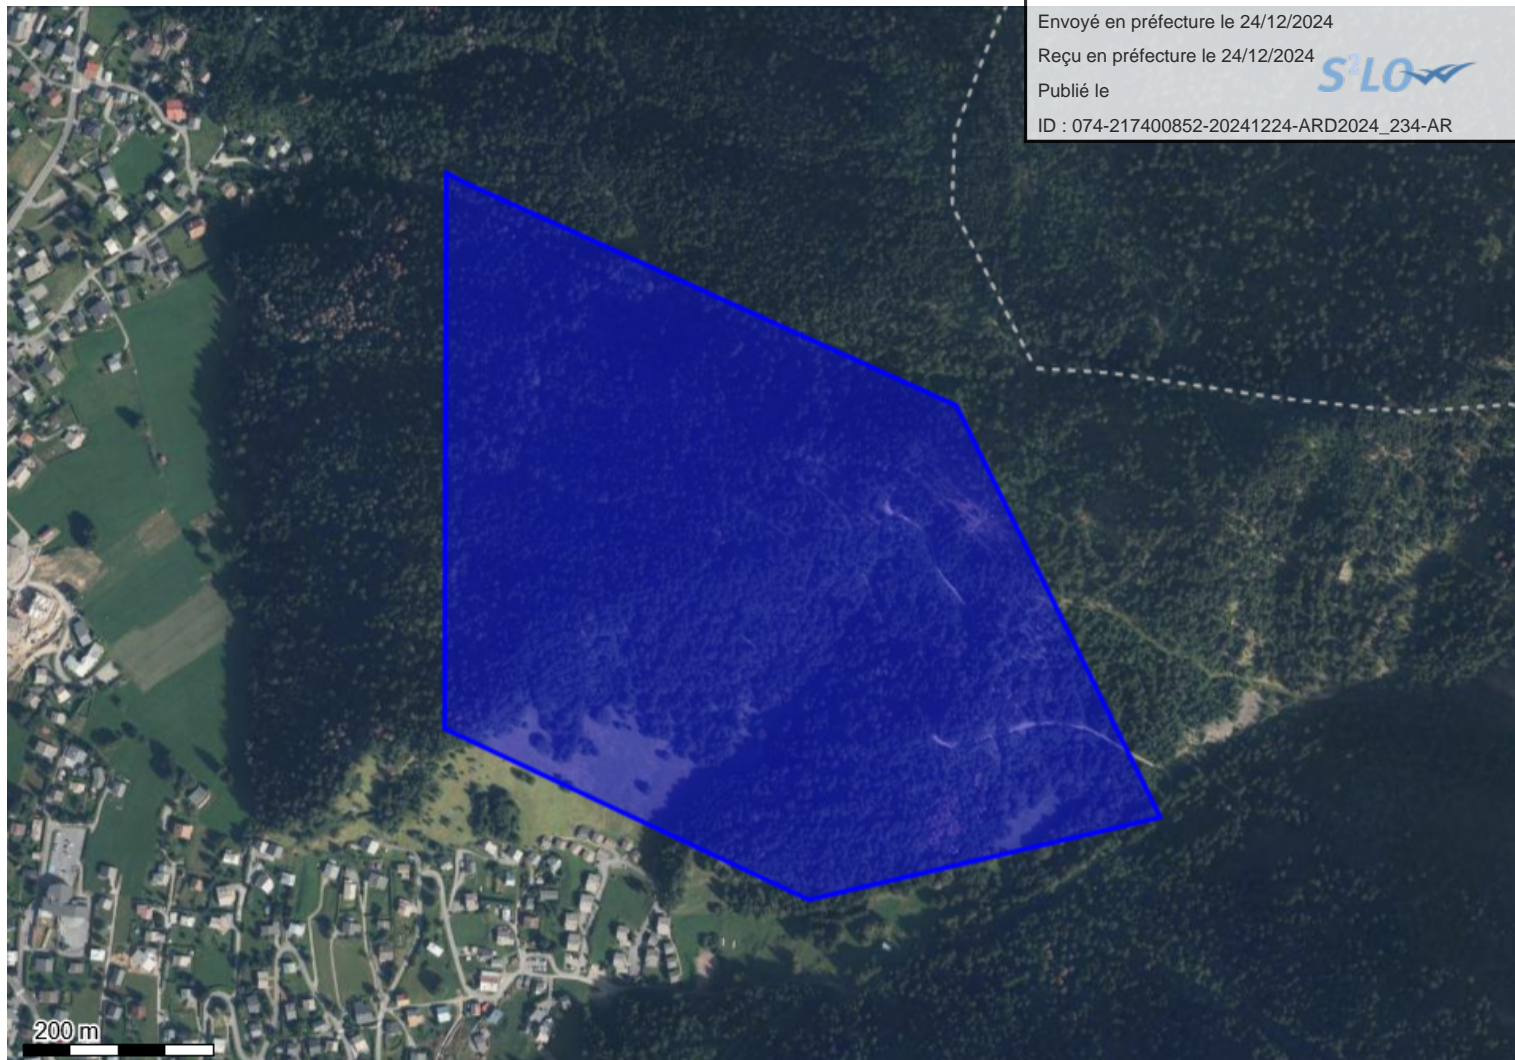 Envoyé en préfecture le 24/12/2024
Reçu en préfecture le 24/12/2024
S²LOW
Publié le
ID : 074-217400852-20241224-ARD2024_234-AR
200 m